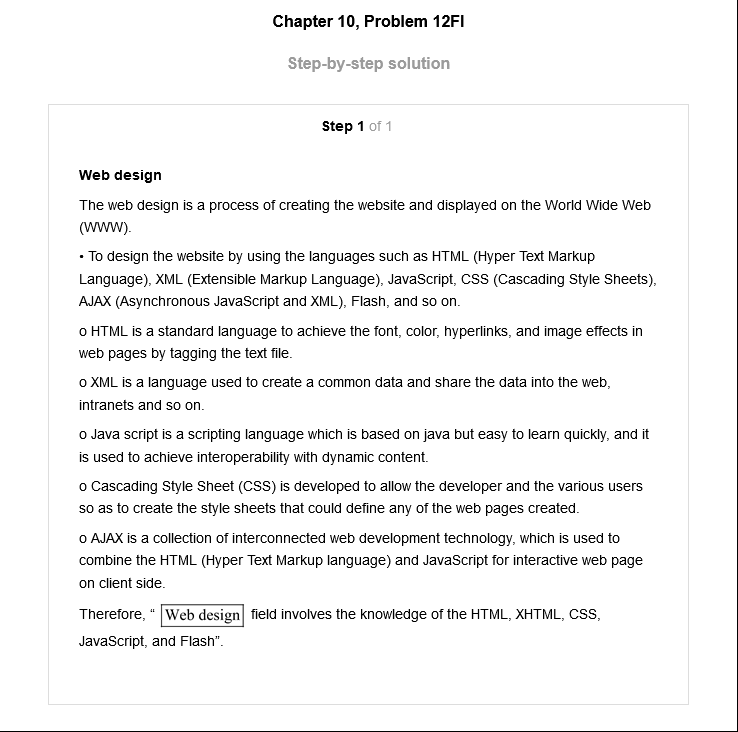 Chapter 10, Problem 12FI
Step-by-step solution
Step 1 of 1
Web design
The web design is a process of creating the website and displayed on the World Wide Web
(WWW).
• To design the website by using the languages such as HTML (Hyper Text Markup
Language), XML (Extensible Markup Language), JavaScript, CSS (Cascading Style Sheets),
AJAX (Asynchronous JavaScript and XML), Flash, and so on.
o HTML is a standard language to achieve the font, color, hyperlinks, and image effects in
web pages by tagging the text file.
o XML is a language used to create a common data and share the data into the web,
intranets and so on.
o Java script is a scripting language which is based on java but easy to learn quickly, and it
is used to achieve interoperability with dynamic content.
o Cascading Style Sheet (CSS) is developed to allow the developer and the various users
so as to create the style sheets that could define any of the web pages created.
o AJAX is a collection of interconnected web development technology, which is used to
combine the HTML (Hyper Text Markup language) and JavaScript for interactive web page
on client side.
Therefore, “ Web design field involves the knowledge of the HTML, XHTML, CSS,
JavaScript, and Flash”.